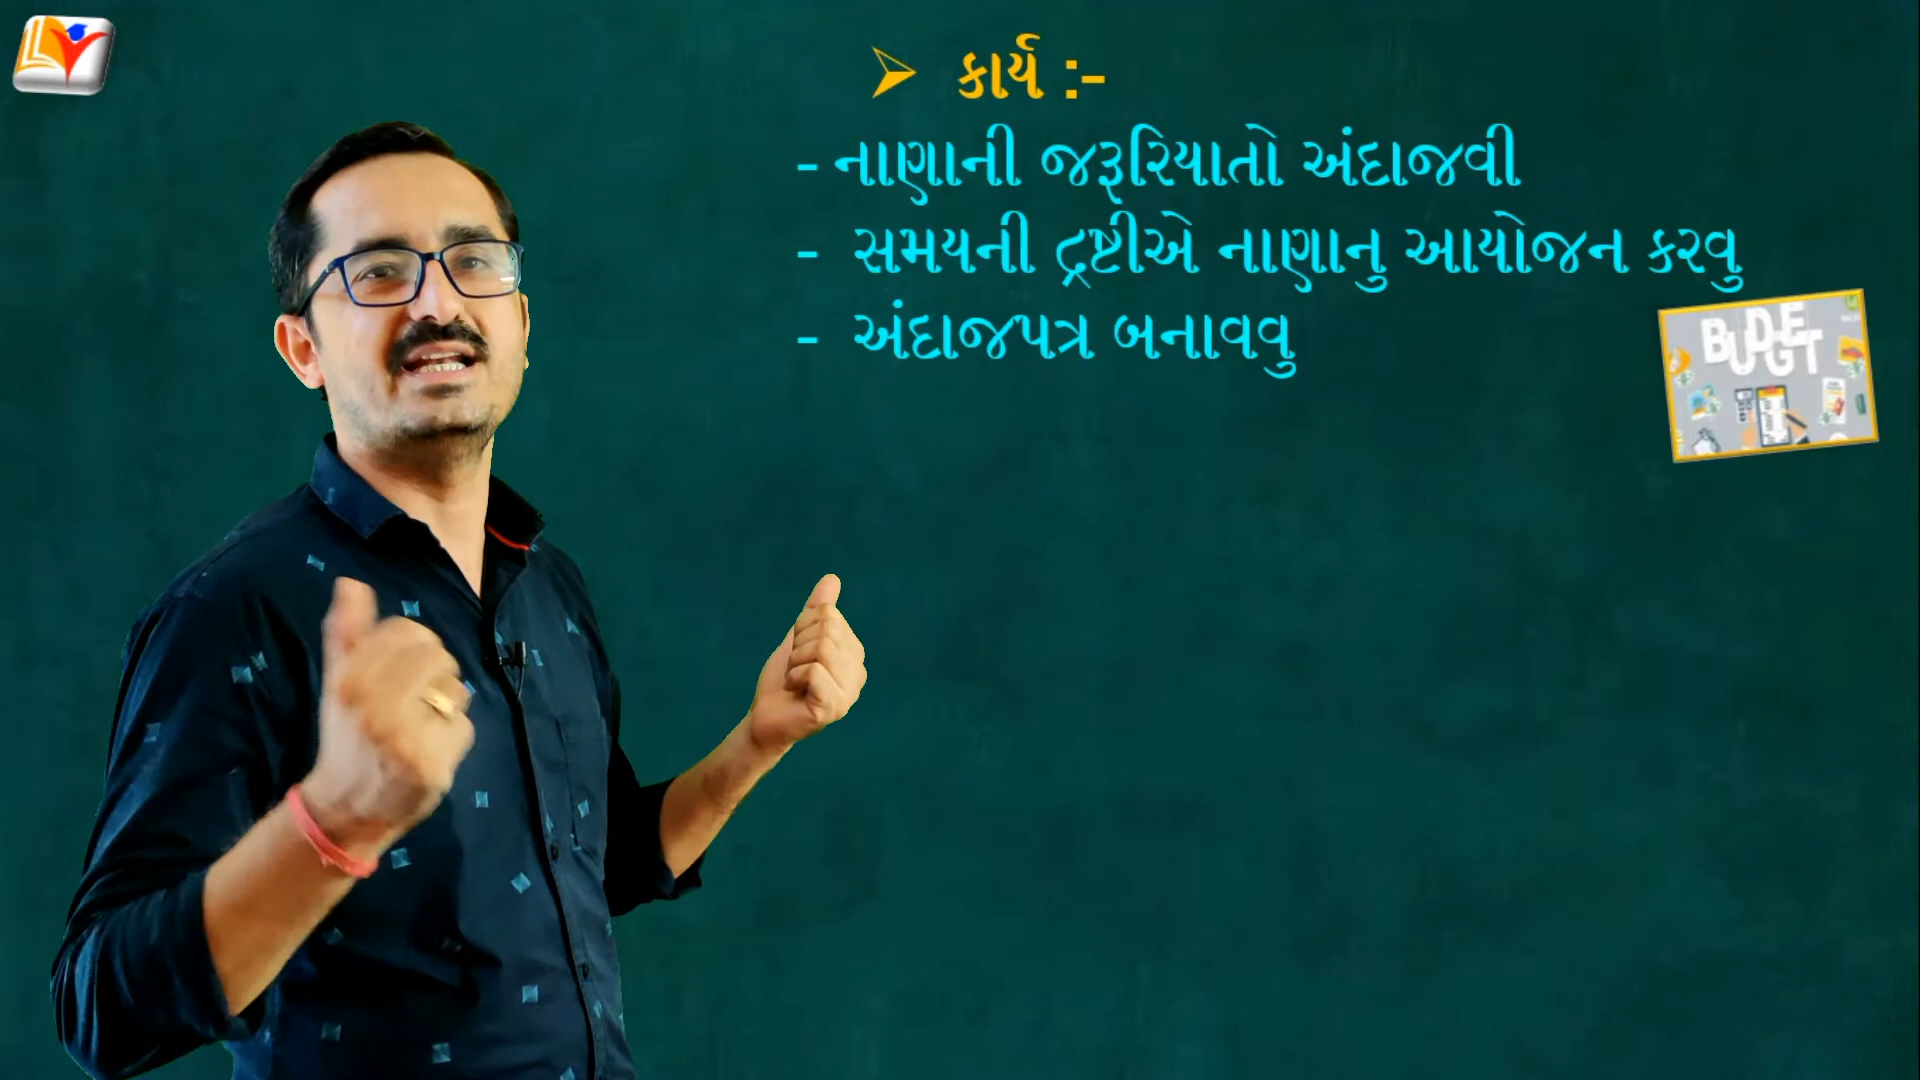 ➢ કાર્ય :-
- નાણાની જરૂરિયાતો અંદાજવી
- સમયની દ્રષ્ટીએ નાણાનુ આયોજન કરવુ
- અંદાજપત્ર બનાવવુ
BUDGET